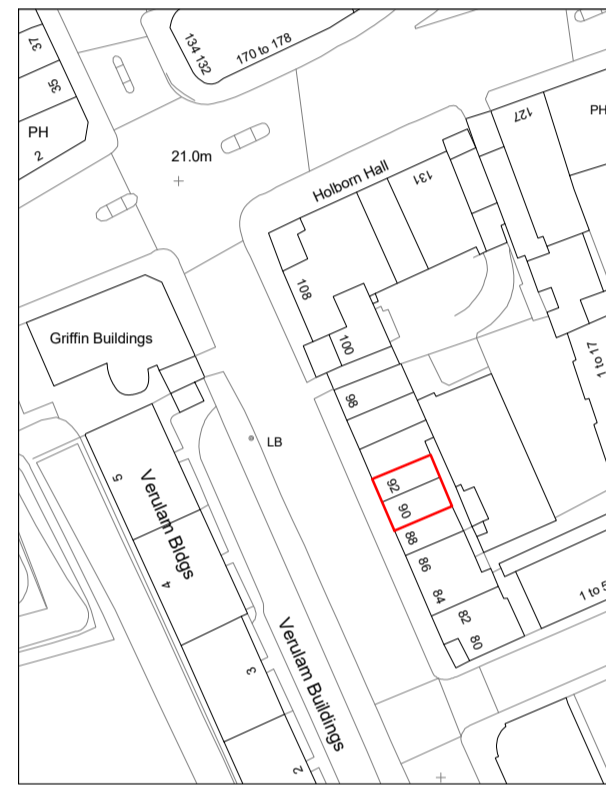 37
35
PH
2
134 132
170 to 178
21.0m
Holborn Hall
131
127
PH
108
100
98
Griffin Buildings
1 to 17
LB
5
Verulam Bldgs
4
3
2
Verulam Buildings
92
90
88
86
84
82
80
1 to 5